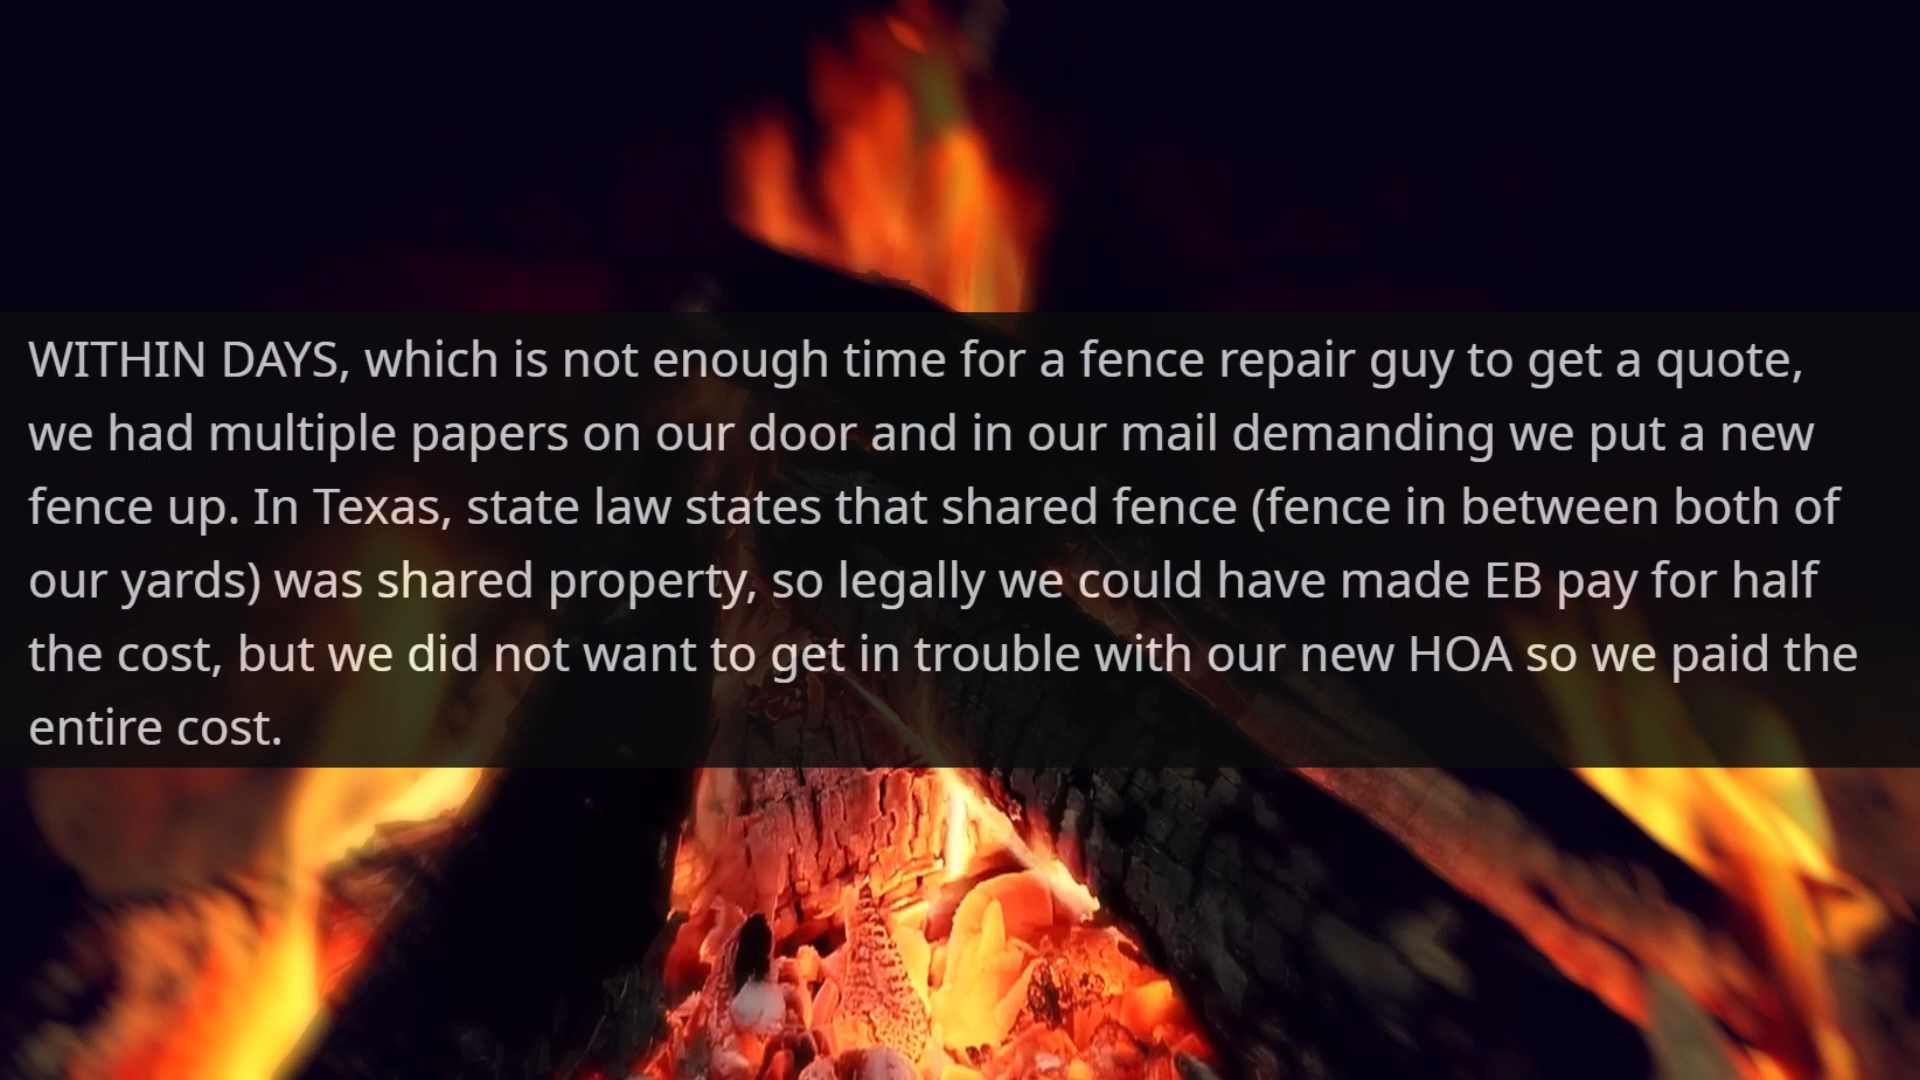 WITHIN DAYS, which is not enough time for a fence repair guy to get a quote,
we had multiple papers on our door and in our mail demanding we put a new
fence up. In Texas, state law states that shared fence (fence in between both of
our yards) was shared property, so legally we could have made EB pay for half
the cost, but we did not want to get in trouble with our new HOA so we paid the
entire cost.